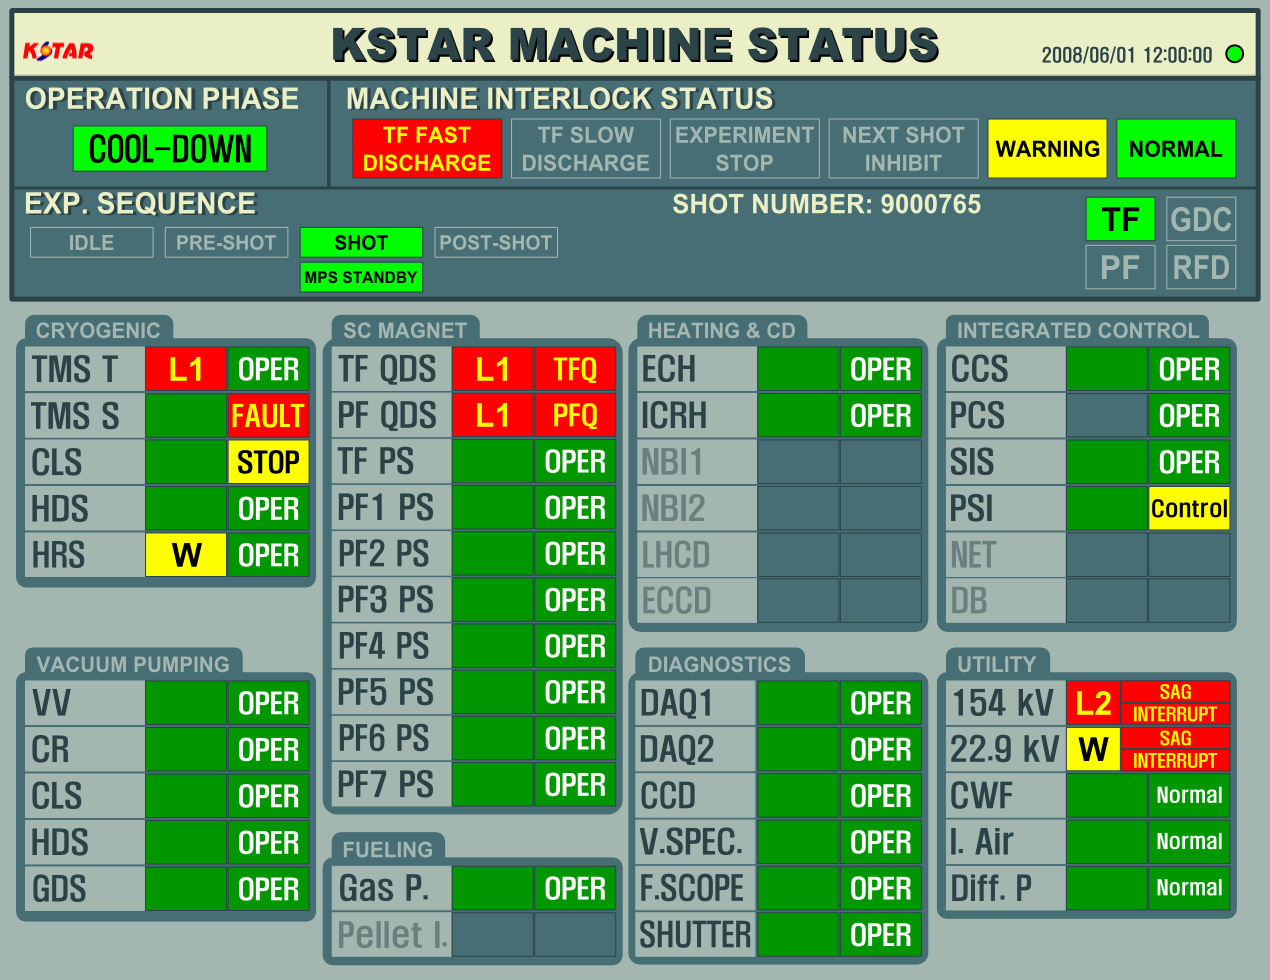 KSTAR
KSTAR MACHINE STATUS
2008/06/01 12:00:00
OPERATION PHASE
COOL-DOWN
MACHINE INTERLOCK STATUS
TF FAST
DISCHARGE
TF SLOW
DISCHARGE
EXPERIMENT
STOP
NEXT SHOT
INHIBIT
WARNING
NORMAL
EXP. SEQUENCE
SHOT NUMBER: 9000765
IDLE
PRE-SHOT
SHOT
POST-SHOT
MPS STANDBY
TF
GDC
PF
RFD
CRYOGENIC
TMS T L1 OPER
TMS S FAULT
CLS STOP
HDS OPER
HRS W OPER
VACUUM PUMPING
VV OPER
CR OPER
CLS OPER
HDS OPER
GDS OPER
SC MAGNET
TF QDS L1 TFQ
PF QDS L1 PFQ
TF PS OPER
PF1 PS OPER
PF2 PS OPER
PF3 PS OPER
PF4 PS OPER
PF5 PS OPER
PF6 PS OPER
PF7 PS OPER
FUELING
Gas P. OPER
Pellet I.
HEATING & CD
ECH OPER
ICRH OPER
NBI1
NBI2
LHCD
ECCD
DIAGNOSTICS
DAQ1 OPER
DAQ2 OPER
CCD OPER
V.SPEC. OPER
F.SCOPE OPER
SHUTTER OPER
INTEGRATED CONTROL
CCS OPER
PCS OPER
SIS OPER
PSI Control
NET
DB
UTILITY
154 kV L2 SAG
INTERRUPT
22.9 kV W SAG
INTERRUPT
CWF Normal
I. Air Normal
Diff. P Normal